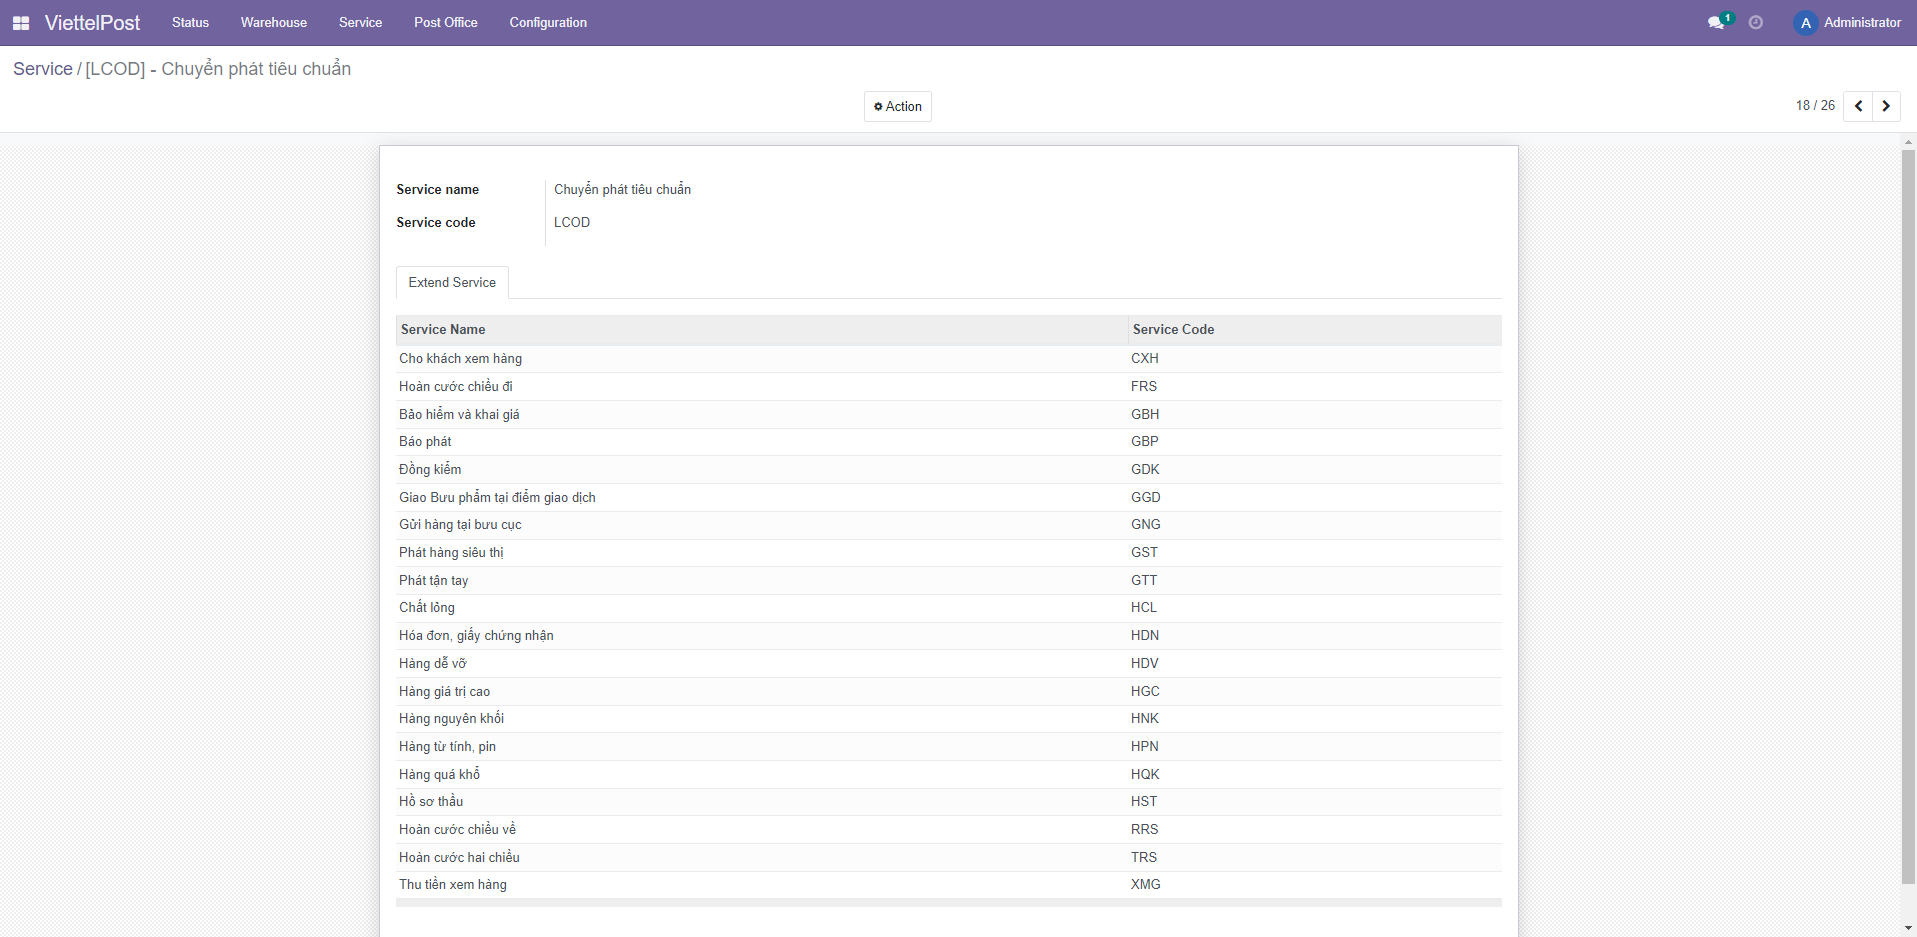 ViettelPost Status Warehouse Service Post Office Configuration 1 A Administrator
Service / [LCOD] - Chuyển phát tiêu chuẩn
Action 18 / 26
Service name Chuyển phát tiêu chuẩn
Service code LCOD
Extend Service
Service Name Service Code
Cho khách xem hàng CXH
Hoàn cước chiều đi FRS
Bảo hiểm và khai giá GBH
Báo phát GBP
Đồng kiểm GDK
Giao Bưu phẩm tại điểm giao dịch GGD
Gửi hàng tại bưu cục GNG
Phát hàng siêu thị GST
Phát tận tay GTT
Chất lỏng HCL
Hóa đơn, giấy chứng nhận HDN
Hàng dễ vỡ HDV
Hàng giá trị cao HGC
Hàng nguyên khối HNK
Hàng từ tính, pin HPN
Hàng quá khổ HQK
Hồ sơ thầu HST
Hoàn cước chiều về RRS
Hoàn cước hai chiều TRS
Thu tiền xem hàng XMG